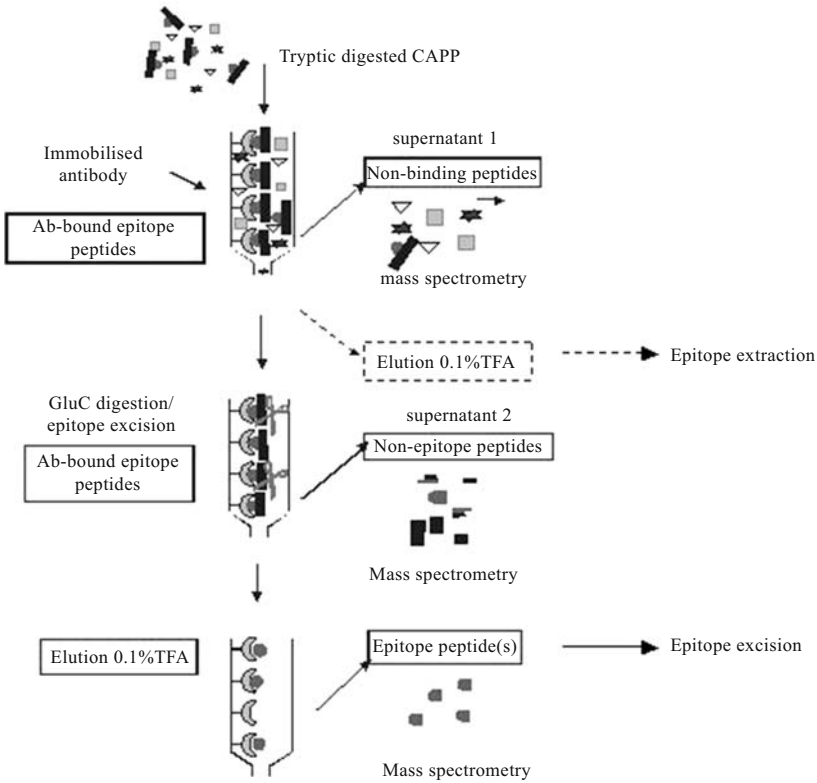 Tryptic digested CAPP
supernatant 1
Immobilised
antibody
Non-binding peptides
Ab-bound epitope
peptides
mass spectrometry
Elution 0.1%TFA
Epitope extraction
GluC digestion/
epitope excision
supernatant 2
Non-epitope peptides
Ab-bound epitope
peptides
Mass spectrometry
Elution 0.1%TFA
Epitope peptide(s)
Epitope excision
Mass spectrometry